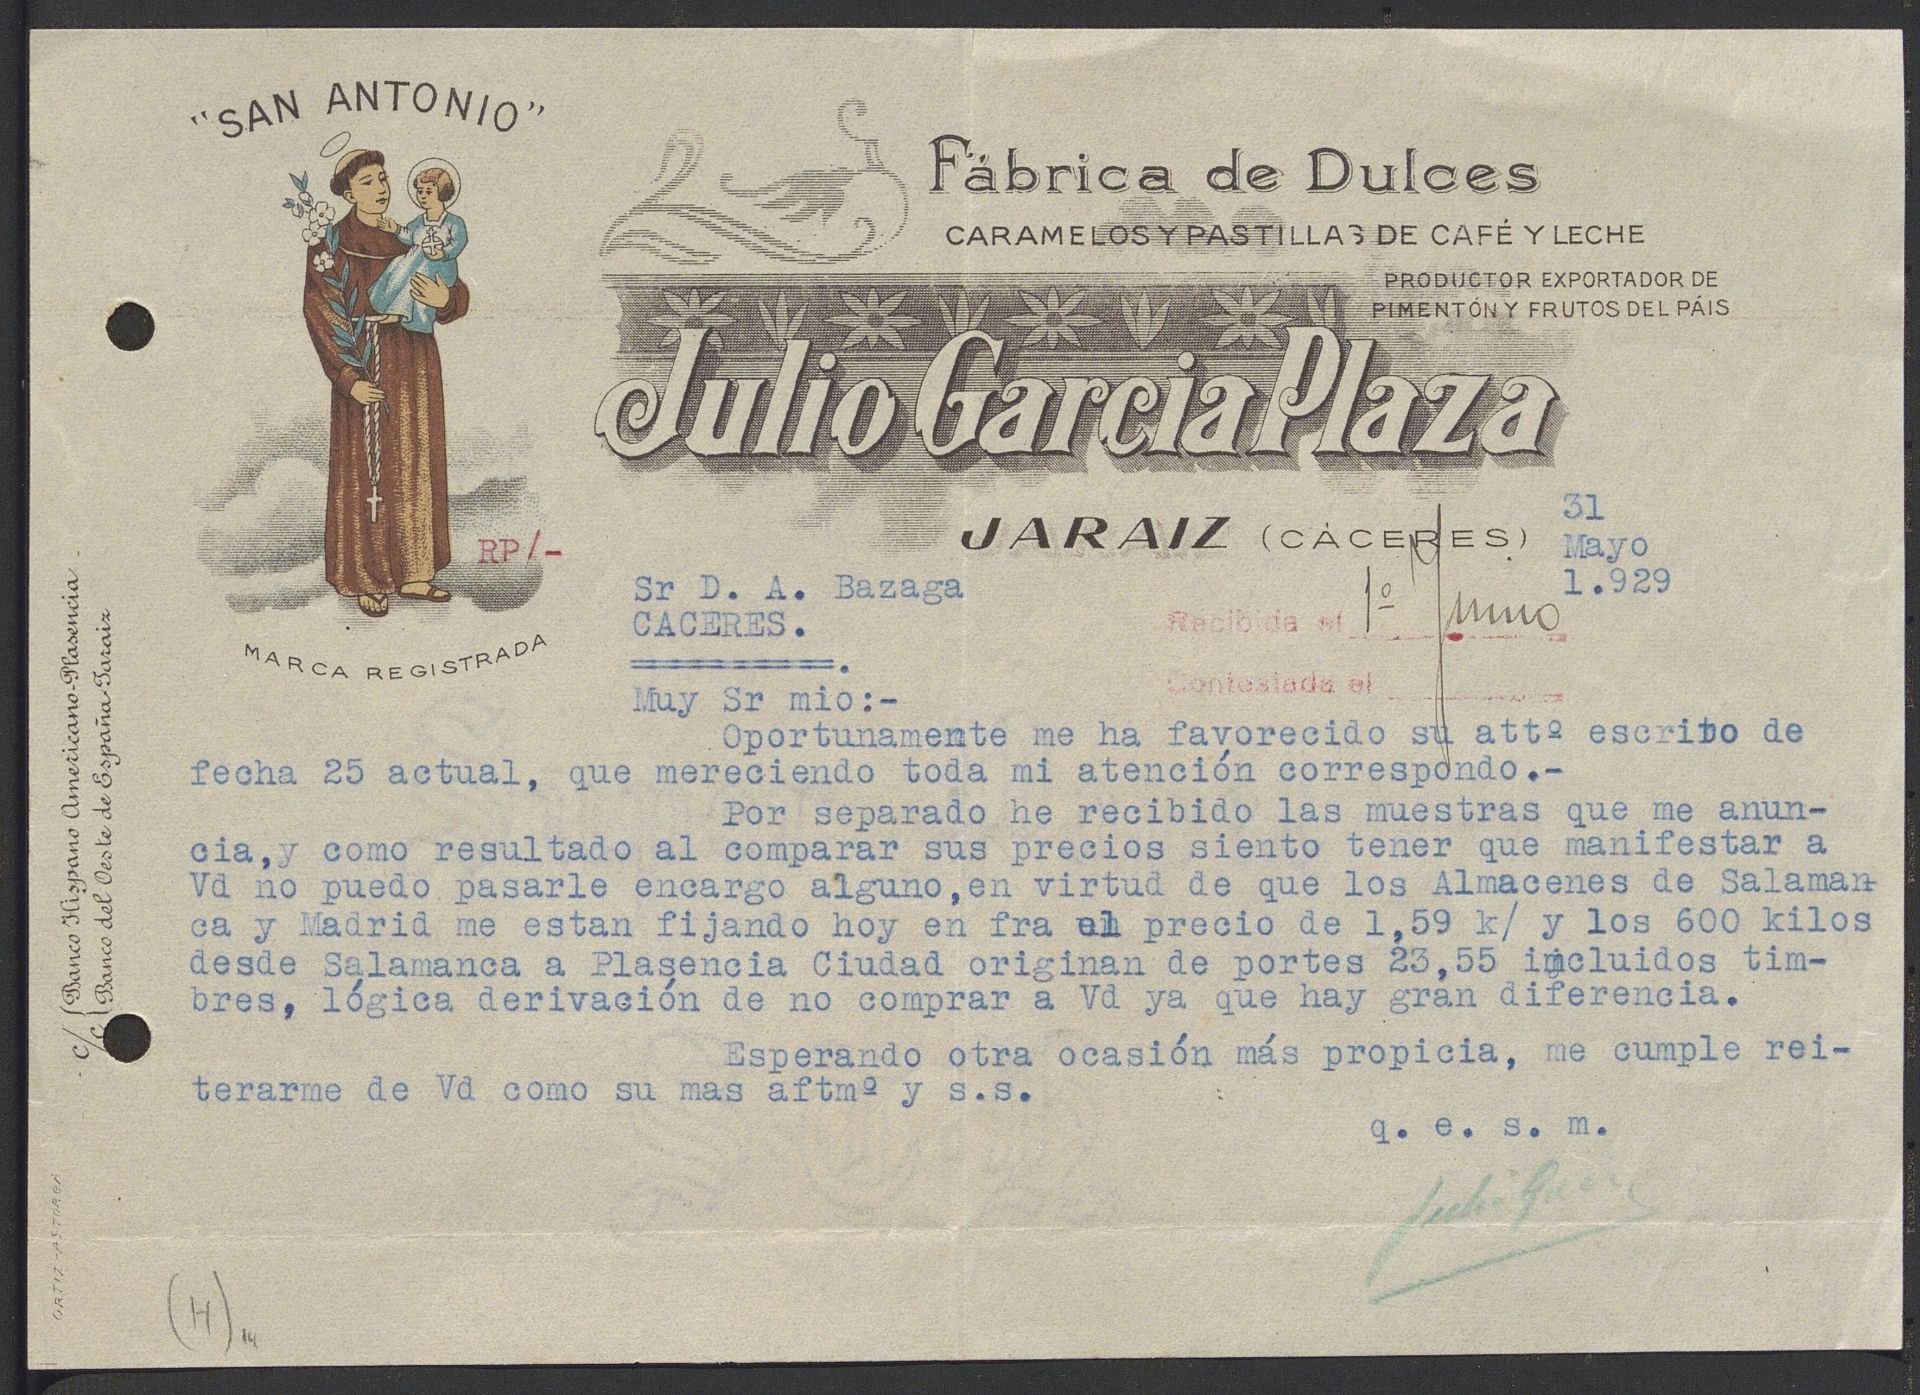 "SAN ANTONIO"
MARCA REGISTRADA
Fábrica de Dulces
CARAMELOS Y PASTILLAS DE CAFÉ Y LECHE
PRODUCTOR EXPORTADOR DE
PIMENTÓN Y FRUTOS DEL PÁIS
Julio Garcia Plaza
JARAIZ (CÁCERES)
31
Mayo
1.929
RP/-
Sr D. A. Bazaga
CACERES.
==========.
Recibida el 1º Junio
Contestada el
Muy Sr mio:-
Oportunamente me ha favorecido su attº escrito de
fecha 25 actual, que mereciendo toda mi atención correspondo.-
Por separado he recibido las muestras que me anun-
cia,y como resultado al comparar sus precios siento tener que manifestar a
Vd no puedo pasarle encargo alguno,en virtud de que los Almacenes de Salaman-
ca y Madrid me estan fijando hoy en fra el precio de 1,59 k/ y los 600 kilos
desde Salamanca a Plasencia Ciudad originan de portes 23,55 incluidos tim-
bres, lógica derivación de no comprar a Vd ya que hay gran diferencia.
Esperando otra ocasión más propicia, me cumple rei-
terarme de Vd como su mas aftmº y s.s.
q. e. s. m.
Julio Garcia
c/c Banco Hispano Americano-Plasencia
Banco del Oeste de España-Jaraiz
ORTIZ-ASTORGA
(H) 14